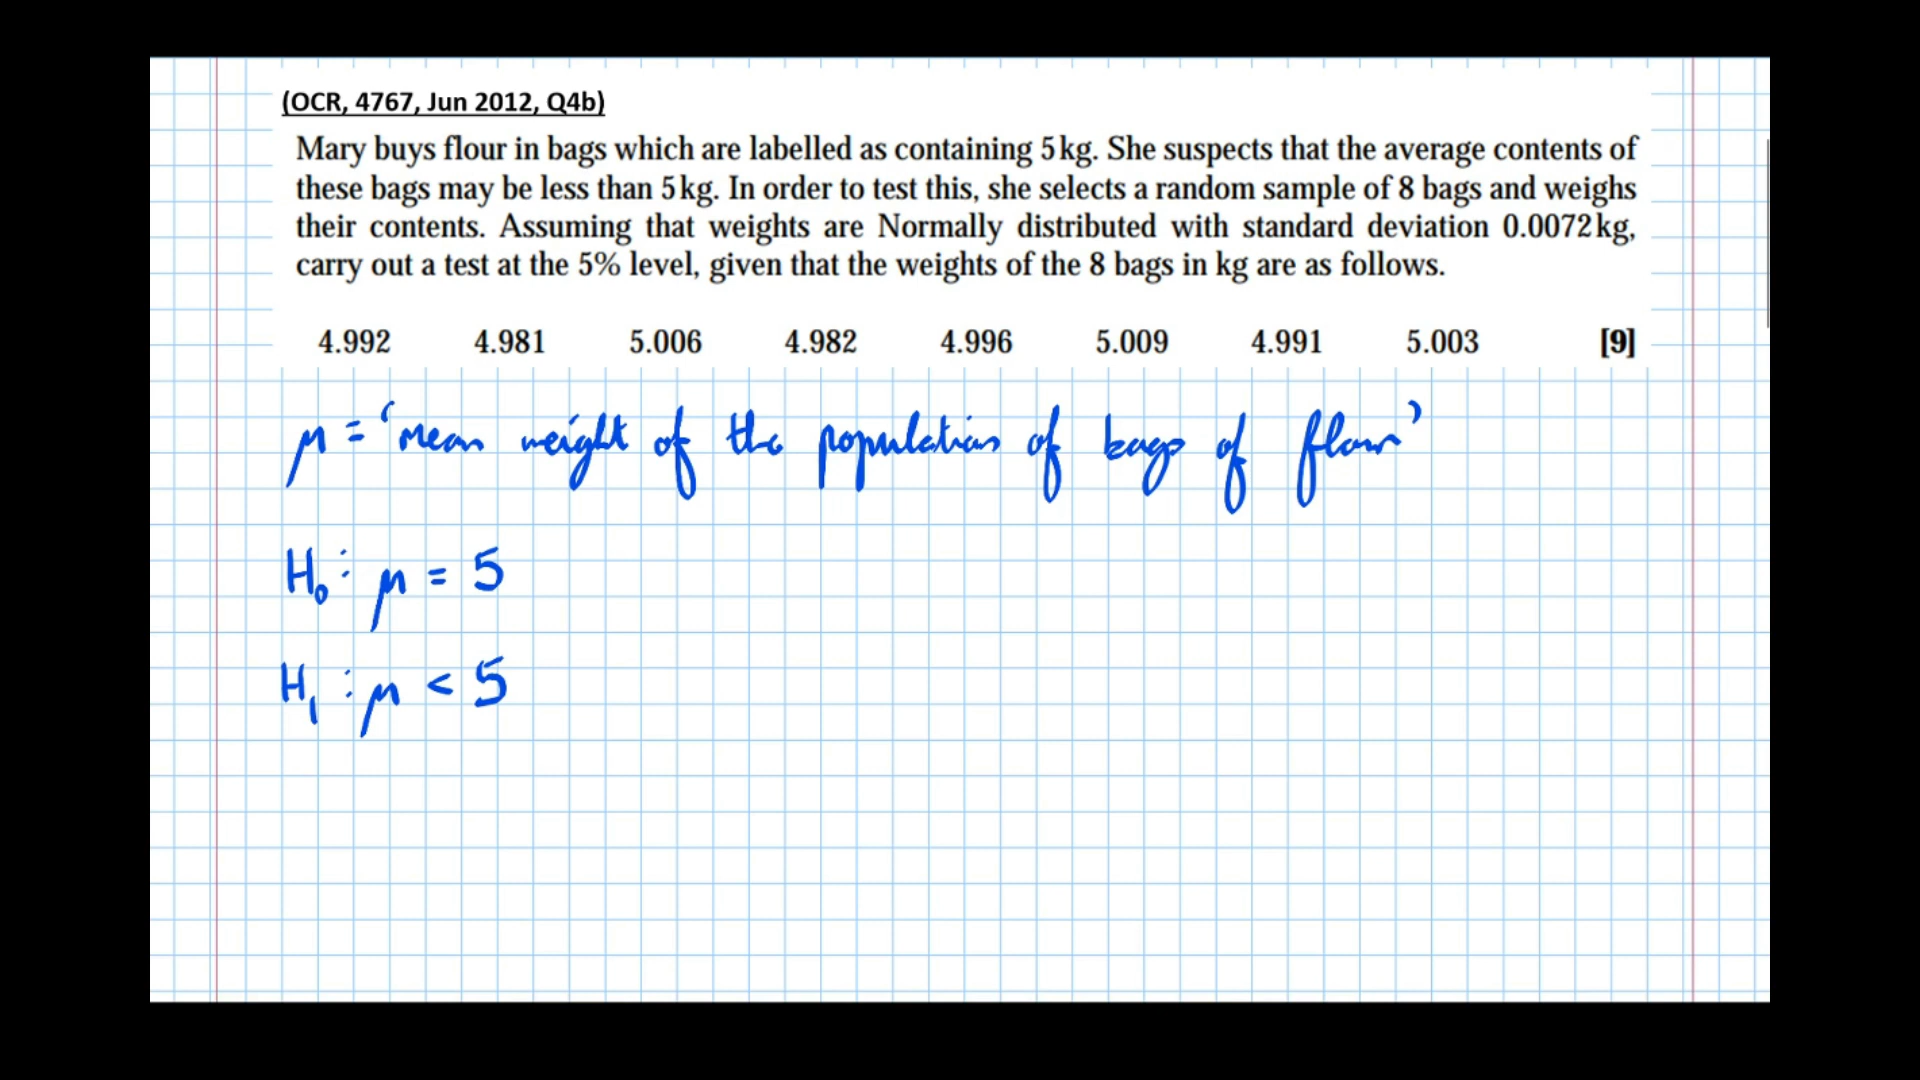 (OCR, 4767, Jun 2012, Q4b)
Mary buys flour in bags which are labelled as containing 5 kg. She suspects that the average contents of
these bags may be less than 5 kg. In order to test this, she selects a random sample of 8 bags and weighs
their contents. Assuming that weights are Normally distributed with standard deviation 0.0072 kg,
carry out a test at the 5% level, given that the weights of the 8 bags in kg are as follows.
4.992 4.981 5.006 4.982 4.996 5.009 4.991 5.003 [9]
μ = 'mean weight of the population of bags of flour'
H₀ : μ = 5
H₁ : μ < 5